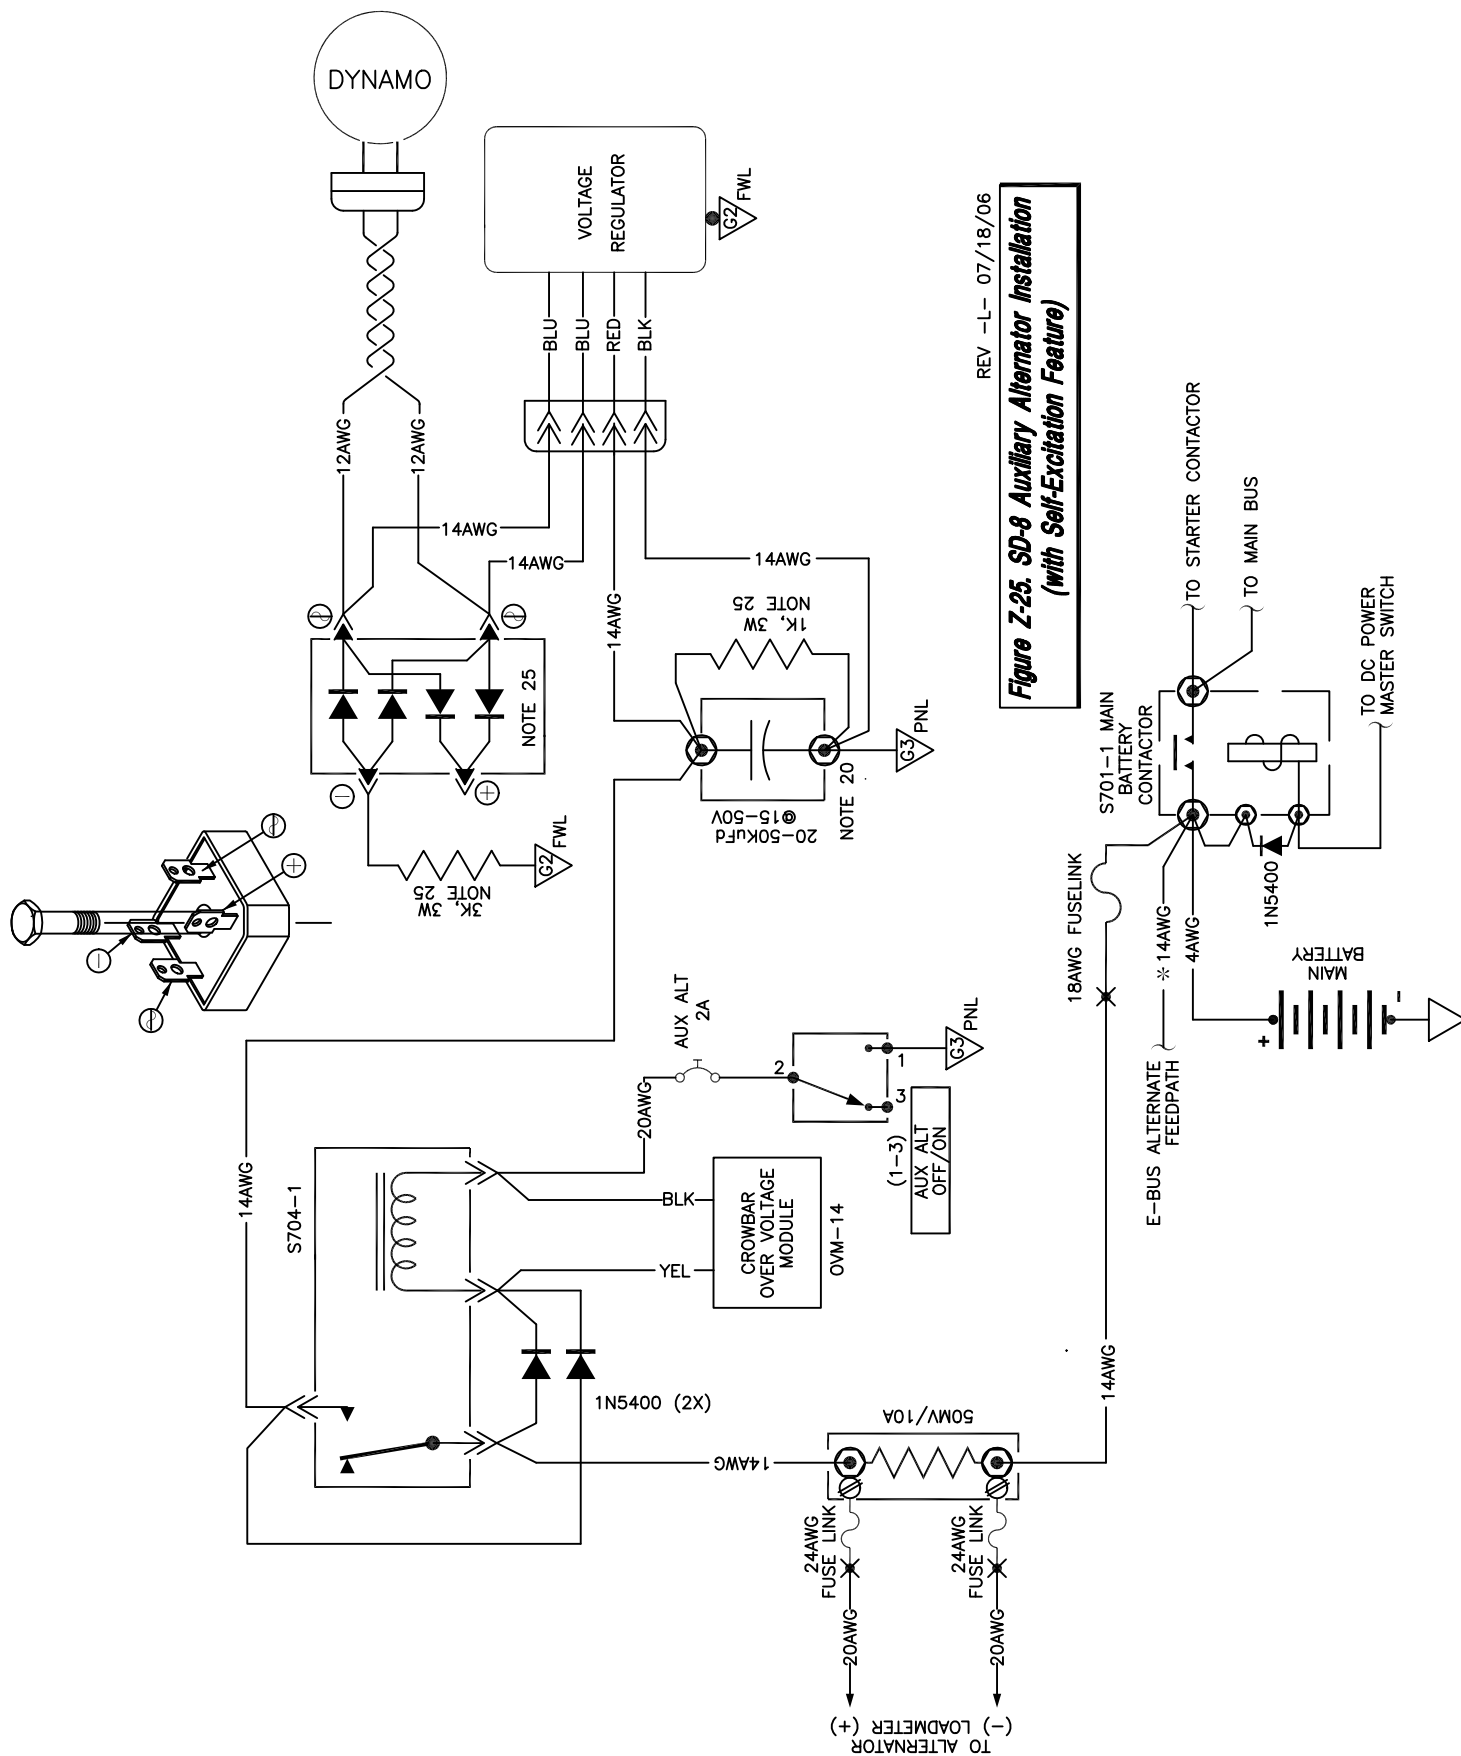 DYNAMO
VOLTAGE
REGULATOR
G2
FWL
BLU
BLU
RED
BLK
12AWG
12AWG
14AWG
14AWG
14AWG
14AWG
NOTE 25
1K, 3W
NOTE 25
20-50KuFd
@15-50V
NOTE 20
G3
PNL
3K, 3W
NOTE 25
G2
FWL
REV -L- 07/18/06
Figure Z-25. SD-8 Auxiliary Alternator Installation
(with Self-Excitation Feature)
14AWG
S704-1
20AWG
AUX ALT
2A
2
1
3
G3
PNL
(1-3)
AUX ALT
OFF/ON
BLK
YEL
CROWBAR
OVER VOLTAGE
MODULE
OVM-14
1N5400 (2X)
14AWG
50MV/10A
24AWG
FUSE LINK
24AWG
FUSE LINK
20AWG
20AWG
TO ALTERNATOR
(-) LOADMETER (+)
14AWG
18AWG FUSELINK
E-BUS ALTERNATE
FEEDPATH
* 14AWG
4AWG
S701-1 MAIN
BATTERY
CONTACTOR
1N5400
TO STARTER CONTACTOR
TO MAIN BUS
TO DC POWER
MASTER SWITCH
MAIN
BATTERY
+
-